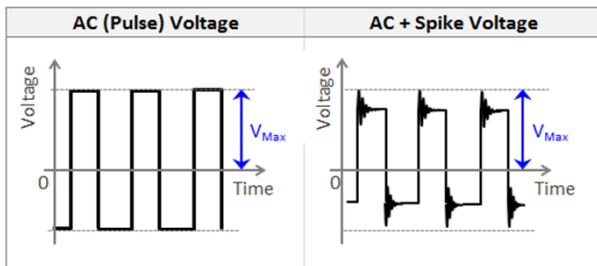 AC (Pulse) Voltage
AC + Spike Voltage
Voltage
VMax
0
Time
Voltage
VMax
0
Time